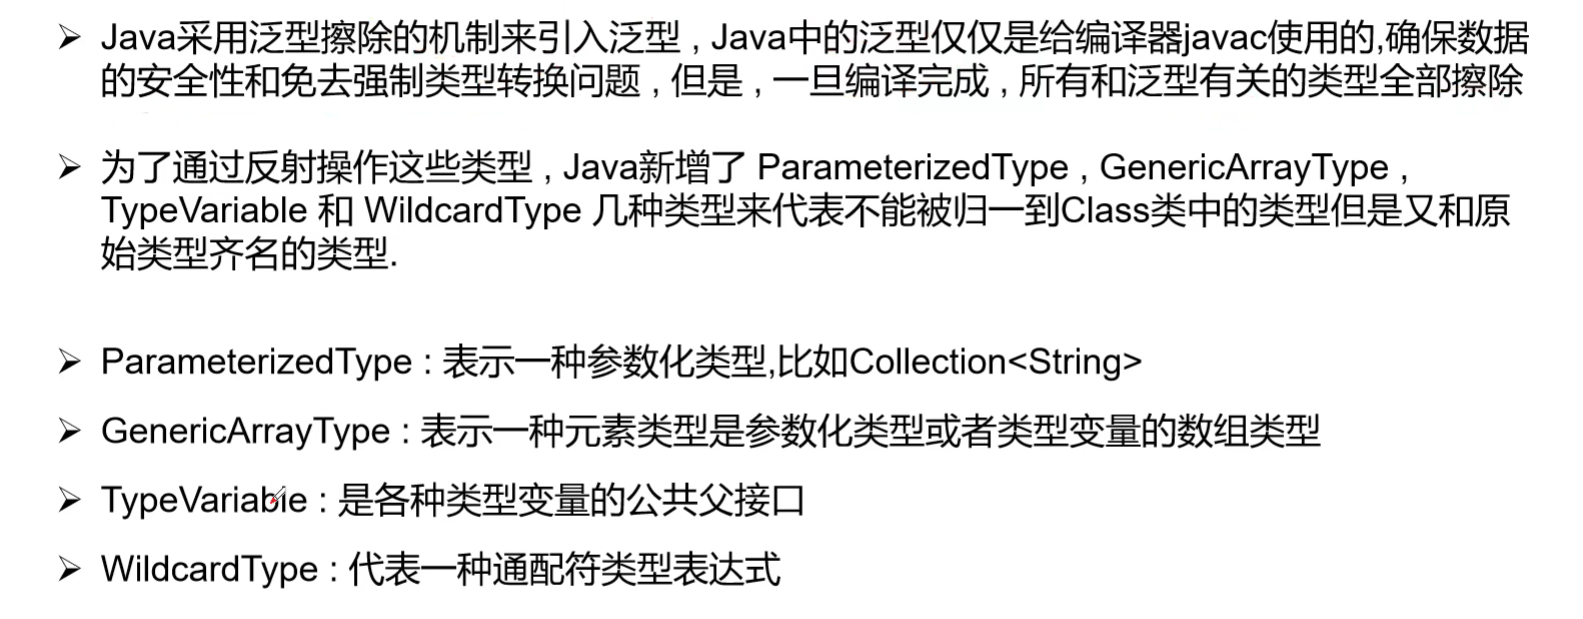 ➢ Java采用泛型擦除的机制来引入泛型 , Java中的泛型仅仅是给编译器javac使用的,确保数据
的安全性和免去强制类型转换问题 , 但是 , 一旦编译完成 , 所有和泛型有关的类型全部擦除
➢ 为了通过反射操作这些类型 , Java新增了 ParameterizedType , GenericArrayType ,
TypeVariable 和 WildcardType 几种类型来代表不能被归一到Class类中的类型但是又和原
始类型齐名的类型.
➢ ParameterizedType : 表示一种参数化类型,比如Collection<String>
➢ GenericArrayType : 表示一种元素类型是参数化类型或者类型变量的数组类型
➢ TypeVariable : 是各种类型变量的公共父接口
➢ WildcardType : 代表一种通配符类型表达式